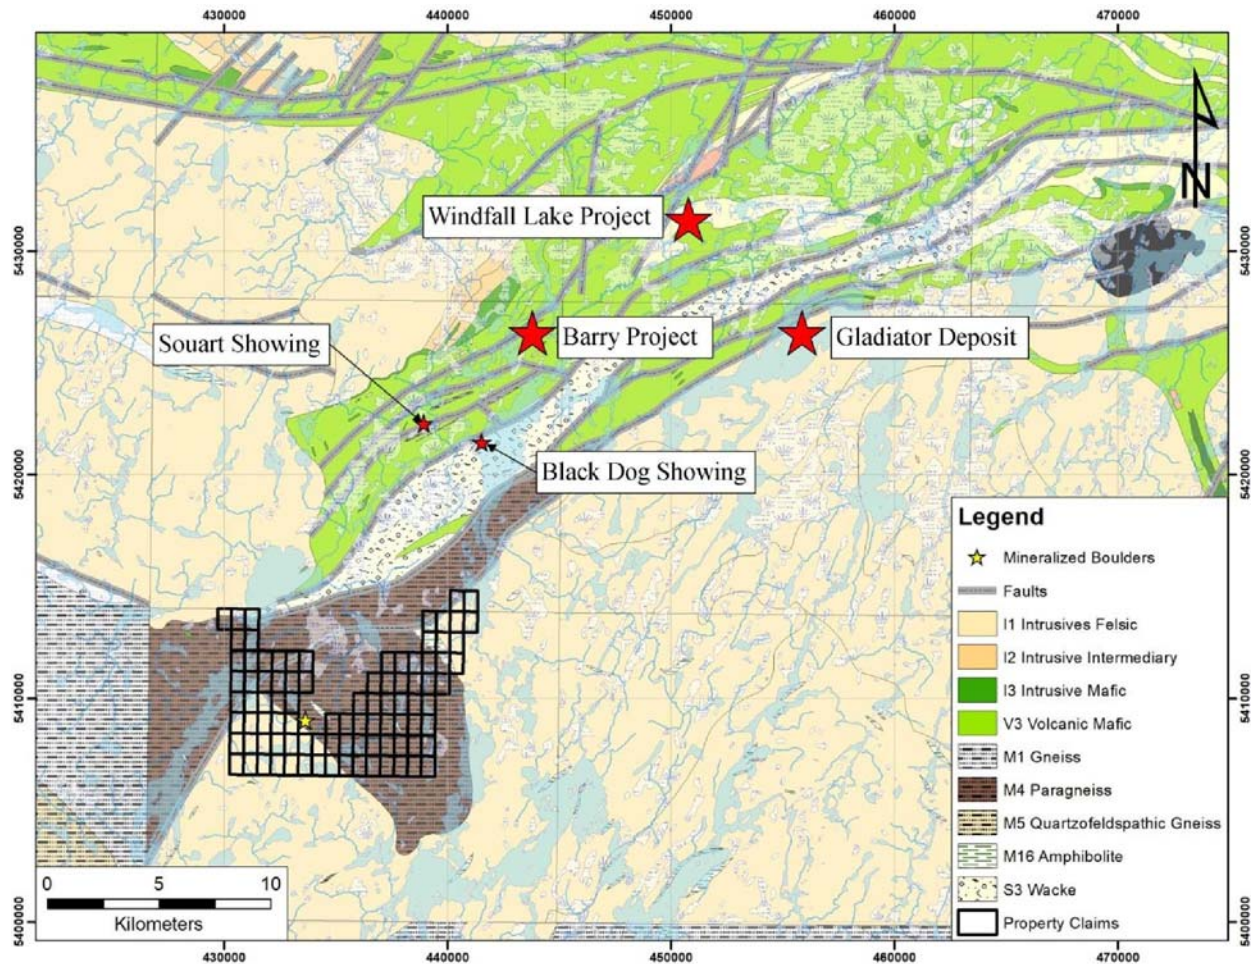 430000 440000 450000 460000 470000
N
Windfall Lake Project
5430000 5430000
Souart Showing
Barry Project
Gladiator Deposit
Black Dog Showing
5420000 5420000
Legend
Mineralized Boulders
Faults
I1 Intrusives Felsic
I2 Intrusive Intermediary
I3 Intrusive Mafic
V3 Volcanic Mafic
M1 Gneiss
M4 Paragneiss
M5 Quartzofeldspathic Gneiss
M16 Amphibolite
S3 Wacke
Property Claims
5410000 5410000
0 5 10
Kilometers
5400000 5400000
430000 440000 450000 460000 470000